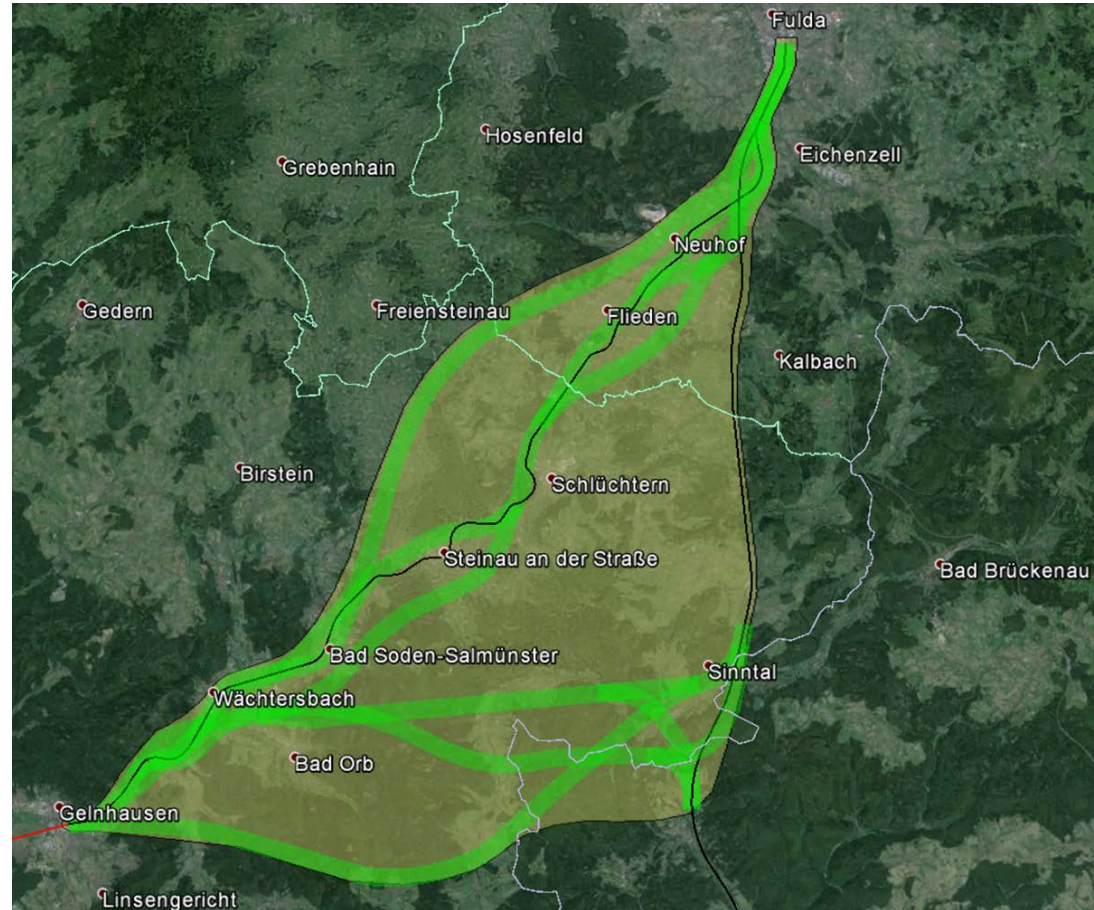 Fulda
Hosenfeld
Eichenzell
Grebenhain
Neuhof
Gedern
Freiensteinau
Flieden
Kalbach
Birstein
Schlüchtern
Steinau an der Straße
Bad Brückenau
Bad Soden-Salmünster
Sinntal
Wächtersbach
Bad Orb
Gelnhausen
Linsengericht